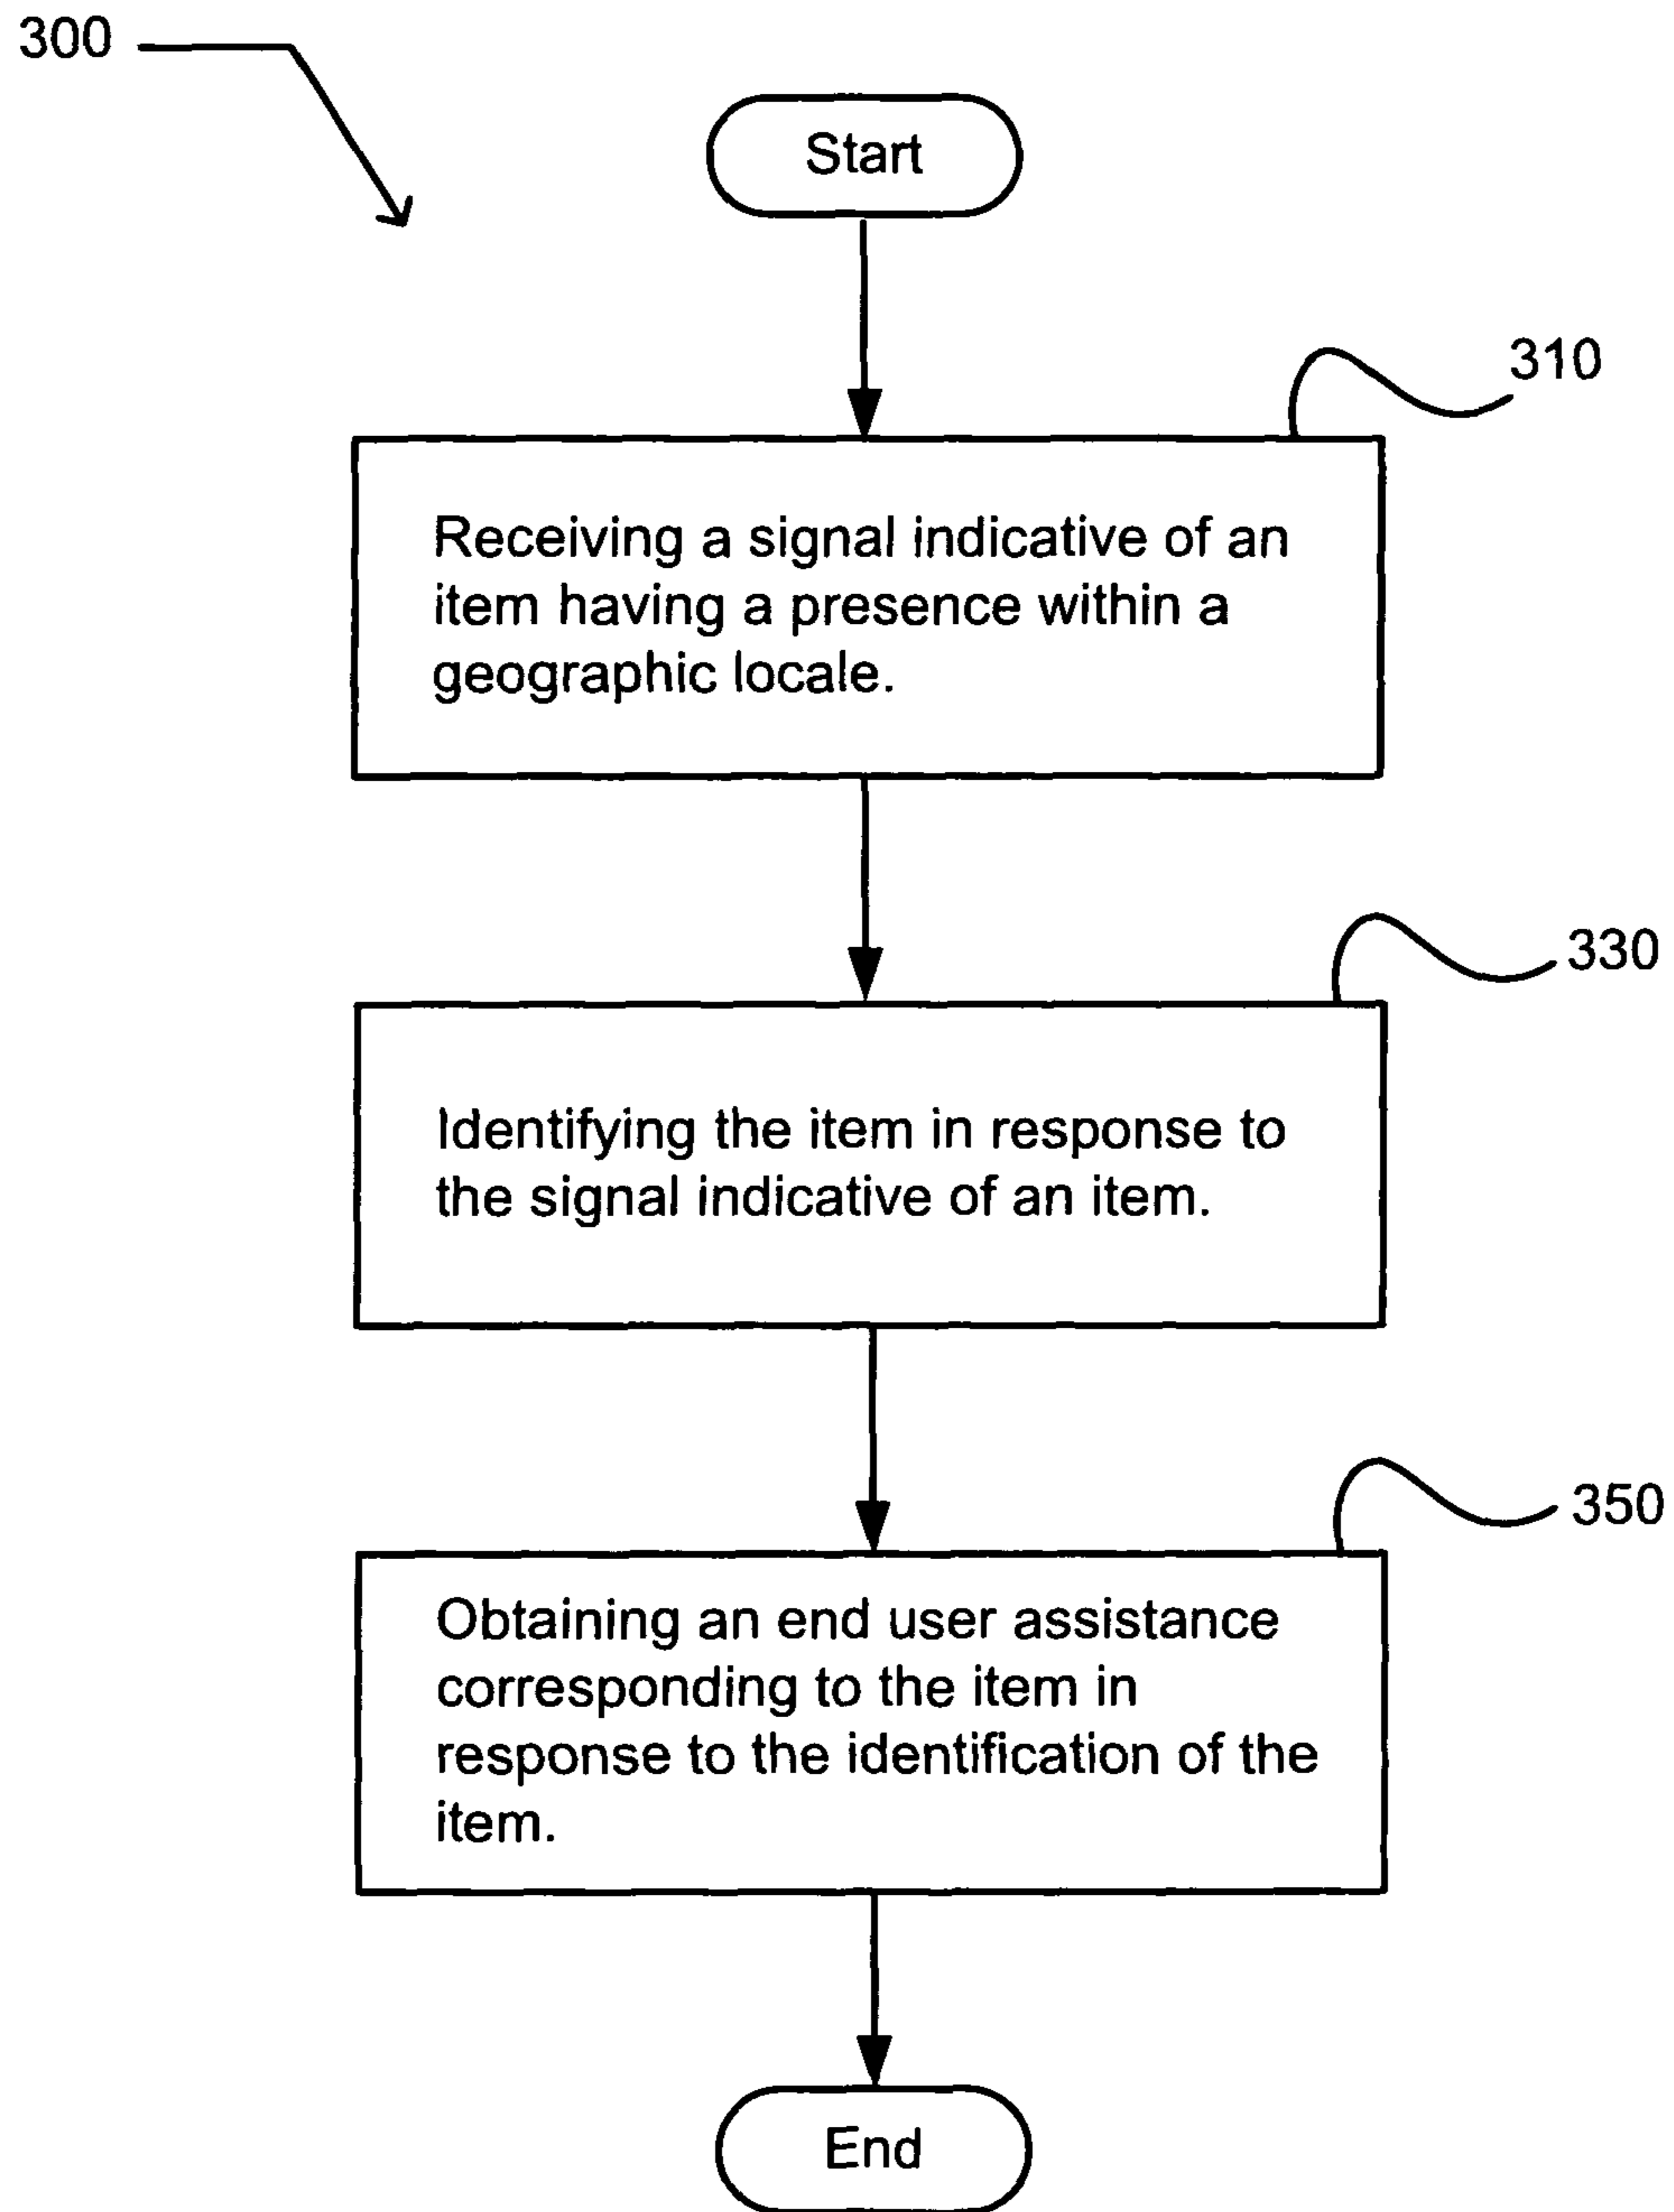 300
Start
310
Receiving a signal indicative of an
item having a presence within a
geographic locale.
330
Identifying the item in response to
the signal indicative of an item.
350
Obtaining an end user assistance
corresponding to the item in
response to the identification of the
item.
End